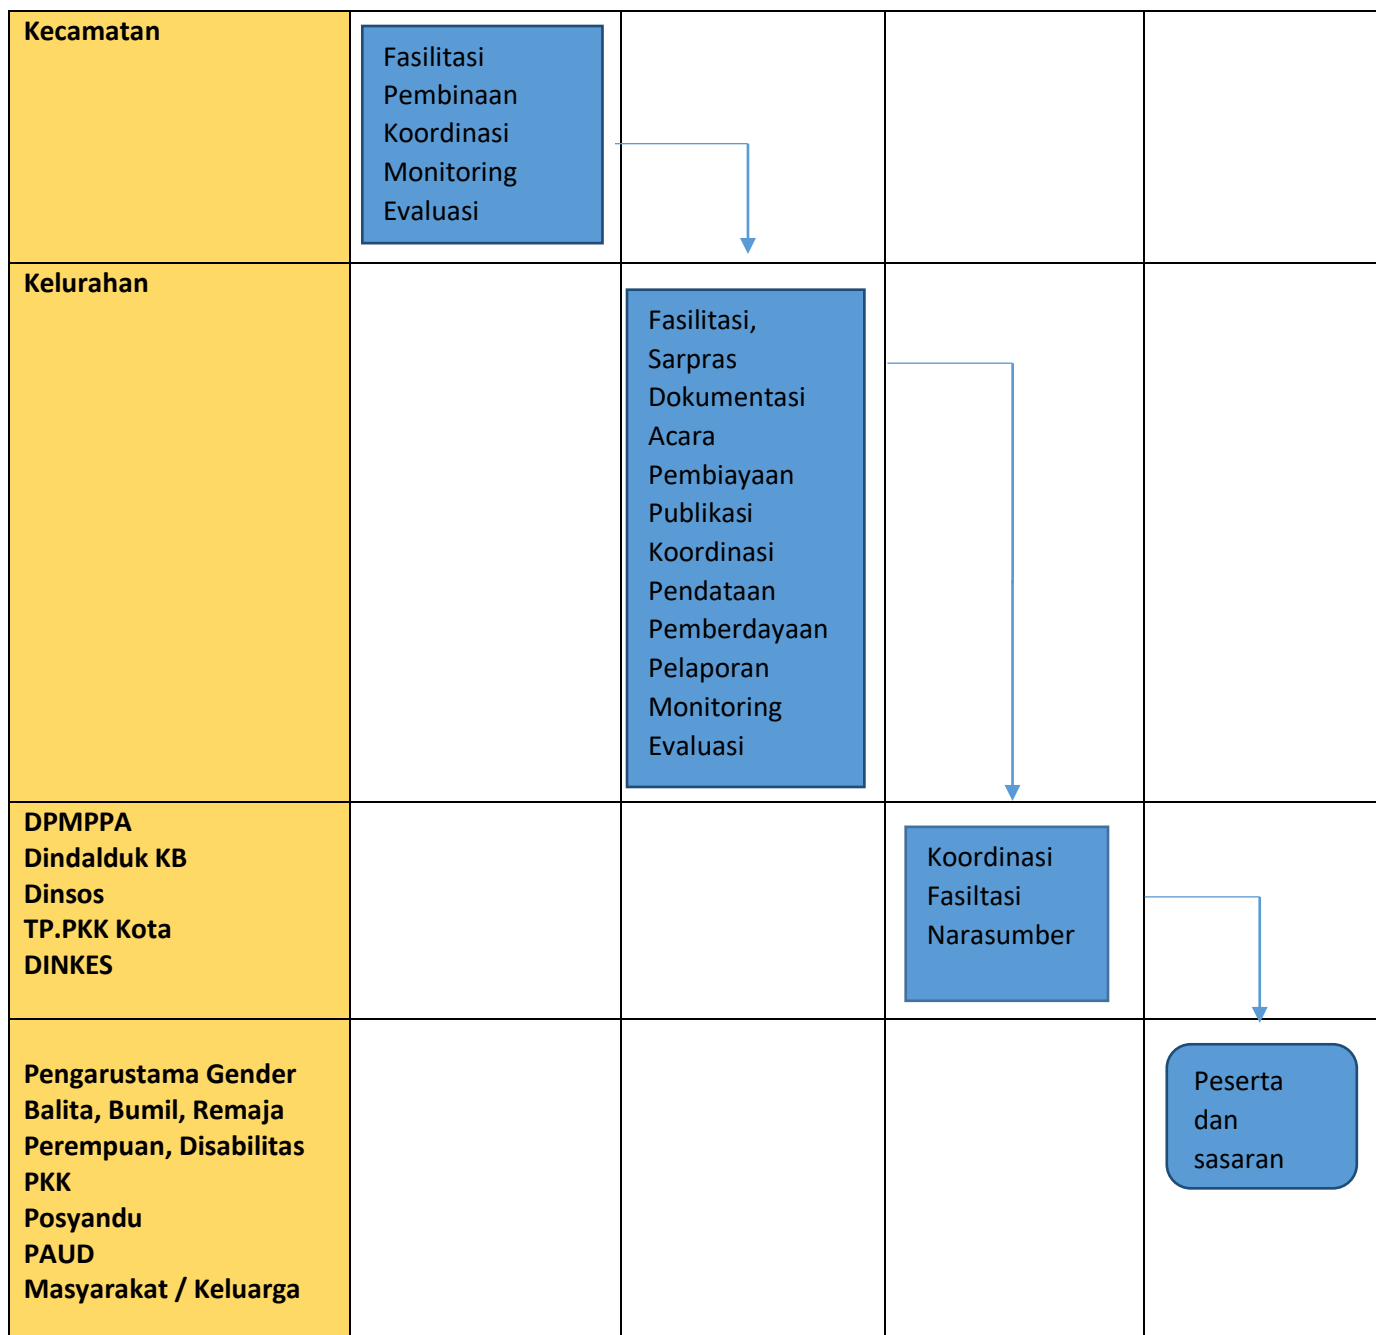 Kecamatan
Fasilitasi
Pembinaan
Koordinasi
Monitoring
Evaluasi
Kelurahan
Fasilitasi,
Sarpras
Dokumentasi
Acara
Pembiayaan
Publikasi
Koordinasi
Pendataan
Pemberdayaan
Pelaporan
Monitoring
Evaluasi
DPMPPA
Dindalduk KB
Dinsos
TP.PKK Kota
DINKES
Koordinasi
Fasiltasi
Narasumber
Pengarustama Gender
Balita, Bumil, Remaja
Perempuan, Disabilitas
PKK
Posyandu
PAUD
Masyarakat / Keluarga
Peserta
dan
sasaran